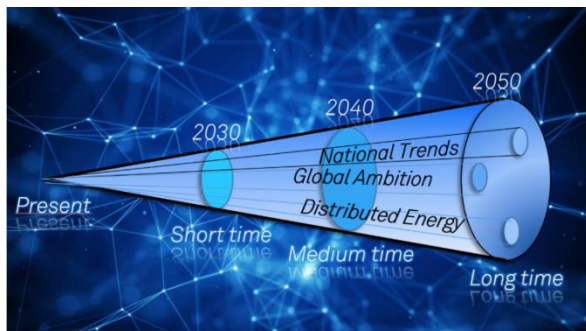 2050
2040
2030
National Trends
Global Ambition
Distributed Energy
Present
Short time
Medium time
Long time